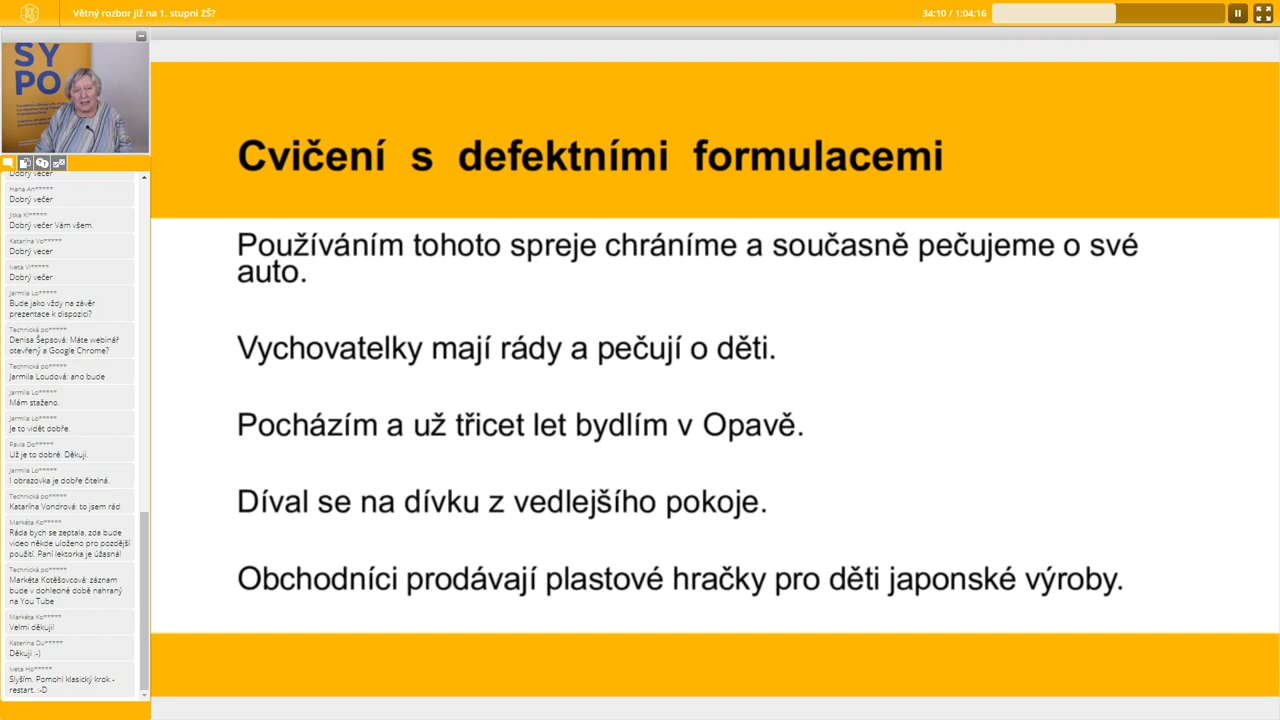 Větný rozbor již na 1. stupni ZŠ?
34:10 / 1:04:16
SY
PO
Dobrý večer
Hana An*****
Dobrý večer
Jitka Kl*****
Dobrý večer Vám všem.
Katarína Vo*****
Dobrý vecer
Iveta Vi*****
Dobrý večer
Jarmila Lo*****
Bude jako vždy na závěr
prezentace k dispozici?
Technická po*****
Denisa Šepsová: Máte webinář
otevřený a Google Chrome?
Technická po*****
Jarmila Loudová: ano bude
Jarmila Lo*****
Mám staženo.
Jarmila Lo*****
Je to vidět dobře.
Pavla Do*****
Už je to dobré. Děkuji.
Jarmila Lo*****
I obrazovka je dobře čitelná.
Technická po*****
Katarína Vondrová: to jsem rád
Markéta Ko*****
Ráda bych se zeptala, zda bude
video někde uloženo pro pozdější
použití. Paní lektorka je úžasná!
Technická po*****
Markéta Kotěšovcová: záznam
bude v dohledné době nahraný
na You Tube
Markéta Ko*****
Velmi děkuji!
Kateřina Du*****
Děkuji :-)
Iveta Ho*****
Slyším. Pomohl klasický krok -
restart. :-D
Cvičení s defektními formulacemi
Používáním tohoto spreje chráníme a současně pečujeme o své
auto.
Vychovatelky mají rády a pečují o děti.
Pocházím a už třicet let bydlím v Opavě.
Díval se na dívku z vedlejšího pokoje.
Obchodníci prodávají plastové hračky pro děti japonské výroby.